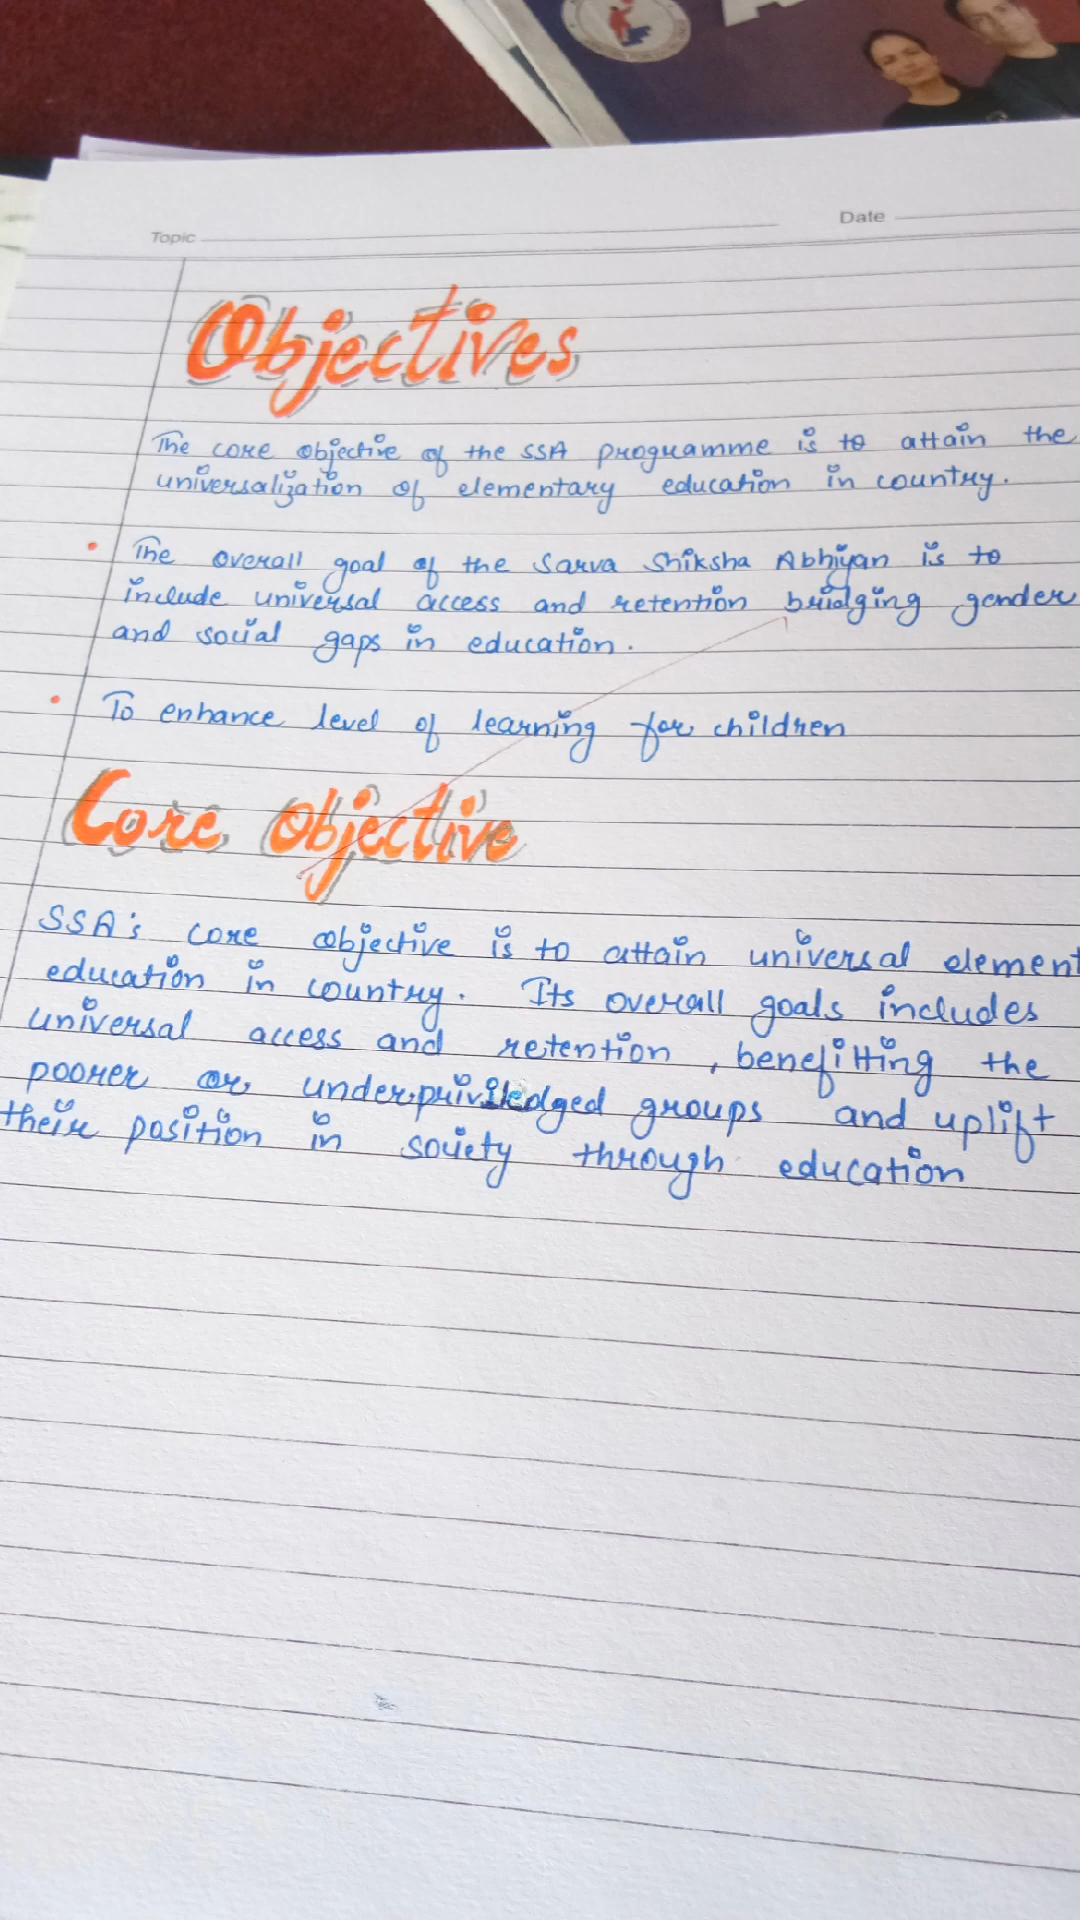 Topic
Date
Objectives
The core objective of the SSA programme is to attain the
universalization of elementary education in country.
• The overall goal of the Sarva Shiksha Abhiyan is to
include universal access and retention bridging gender
and social gaps in education.
• To enhance level of learning for children
Core Objective
SSA's core objective is to attain universal element
education in country. Its overall goals includes
universal access and retention, benefitting the
poorer or underpriviledged groups and uplift
their position in society through education